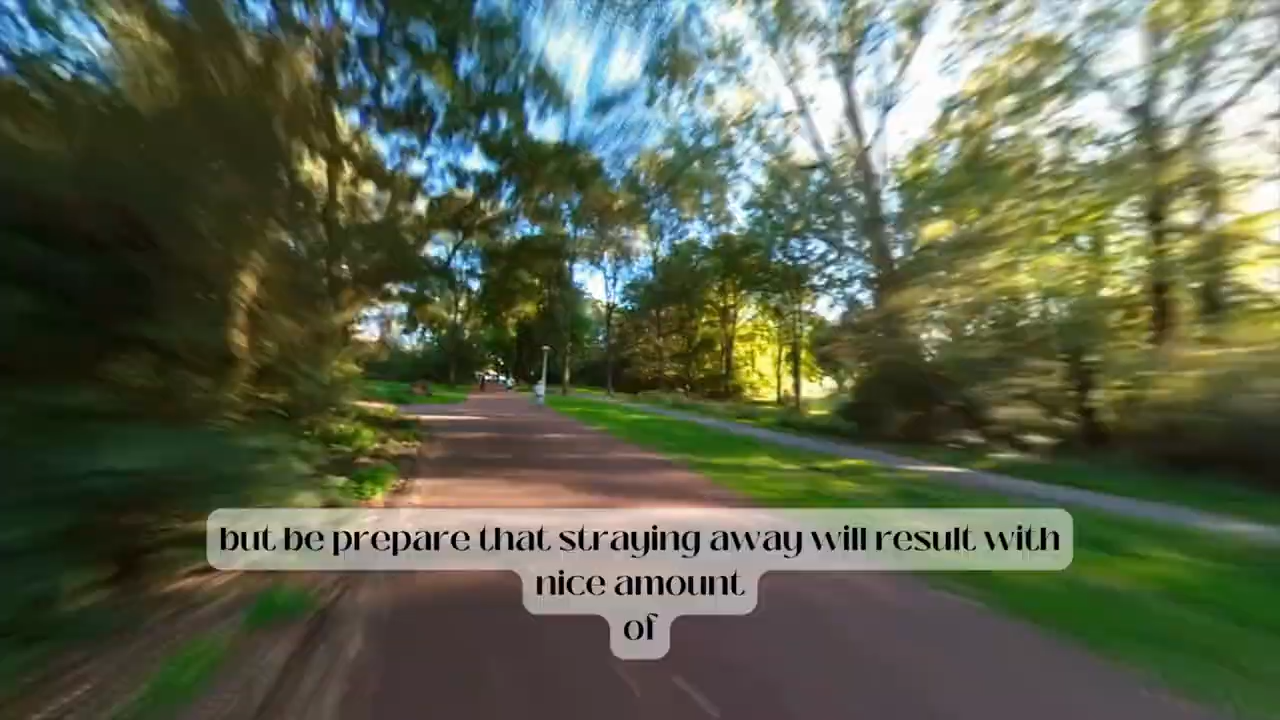 but be prepare that straying away will result with
nice amount
of